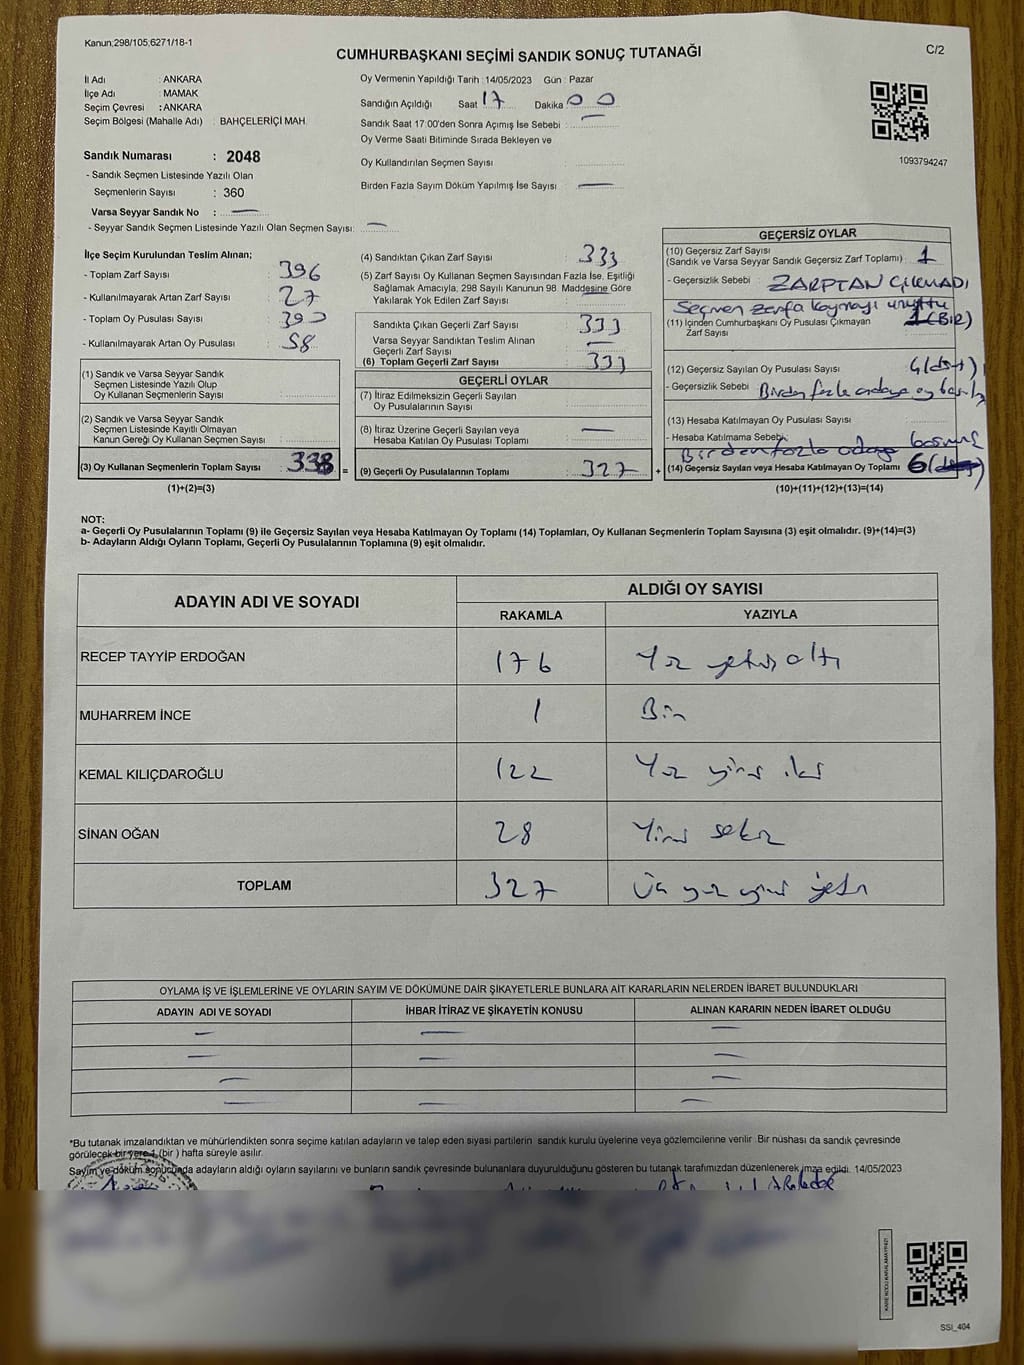 Kanun;298/105,6271/18-1
CUMHURBAŞKANI SEÇİMİ SANDIK SONUÇ TUTANAĞI
C/2
İl Adı : ANKARA
İlçe Adı : MAMAK
Seçim Çevresi : ANKARA
Seçim Bölgesi (Mahalle Adı) : BAHÇELERİÇİ MAH.
Oy Vermenin Yapıldığı Tarih : 14/05/2023 Gün : Pazar
Sandığın Açıldığı Saat 17 Dakika 00
Sandık Saat 17:00'den Sonra Açımış İse Sebebi : —
Oy Verme Saati Bitiminde Sırada Bekleyen ve
Oy Kullandırılan Seçmen Sayısı :
Birden Fazla Sayım Döküm Yapılmış İse Sayısı : —
1093794247
Sandık Numarası : 2048
- Sandık Seçmen Listesinde Yazılı Olan
Seçmenlerin Sayısı : 360
Varsa Seyyar Sandık No : —
- Seyyar Sandık Seçmen Listesinde Yazılı Olan Seçmen Sayısı: —
İlçe Seçim Kurulundan Teslim Alınan;
- Toplam Zarf Sayısı : 396
- Kullanılmayarak Artan Zarf Sayısı : 27
- Toplam Oy Pusulası Sayısı :
- Kullanılmayarak Artan Oy Pusulası : 58
(1) Sandık ve Varsa Seyyar Sandık
Seçmen Listesinde Yazılı Olup
Oy Kullanan Seçmenlerin Sayısı :
(2) Sandık ve Varsa Seyyar Sandık
Seçmen Listesinde Kayıtlı Olmayan
Kanun Gereği Oy Kullanan Seçmen Sayısı :
(3) Oy Kullanan Seçmenlerin Toplam Sayısı : =
(1)+(2)=(3)
(4) Sandıktan Çıkan Zarf Sayısı : 333
(5) Zarf Sayısı Oy Kullanan Seçmen Sayısından Fazla İse, Eşitliği
Sağlamak Amacıyla, 298 Sayılı Kanunun 98. Maddesine Göre
Yakılarak Yok Edilen Zarf Sayısı : —
Sandıkta Çıkan Geçerli Zarf Sayısı : 333
Varsa Seyyar Sandıktan Teslim Alınan
Geçerli Zarf Sayısı : —
(6) Toplam Geçerli Zarf Sayısı : 333
GEÇERLİ OYLAR
(7) İtiraz Edilmeksizin Geçerli Sayılan
Oy Pusulalarının Sayısı :
(8) İtiraz Üzerine Geçerli Sayılan veya
Hesaba Katılan Oy Pusulası Toplamı : —
(9) Geçerli Oy Pusulalarının Toplamı : 327 +
GEÇERSİZ OYLAR
(10) Geçersiz Zarf Sayısı
(Sandık ve Varsa Seyyar Sandık Geçersiz Zarf Toplamı) : 1
- Geçersizlik Sebebi : ZARFTAN ÇIKMADI
Seçmen zarfa koymayı unuttu
(11) İçinden Cumhurbaşkanı Oy Pusulası Çıkmayan
Zarf Sayısı : 1 (BİR)
(12) Geçersiz Sayılan Oy Pusulası Sayısı : 4 (dört)
- Geçersizlik Sebebi : Birden fazla adaya oy
(13) Hesaba Katılmayan Oy Pusulası Sayısı :
- Hesaba Katılmama Sebebi: Birden fazla adaya basmış
(14) Geçersiz Sayılan veya Hesaba Katılmayan Oy Toplamı : 6
(10)+(11)+(12)+(13)=(14)
NOT:
a- Geçerli Oy Pusulalarının Toplamı (9) ile Geçersiz Sayılan veya Hesaba Katılmayan Oy Toplamı (14) Toplamları, Oy Kullanan Seçmenlerin Toplam Sayısına (3) eşit olmalıdır. (9)+(14)=(3)
b- Adayların Aldığı Oyların Toplamı, Geçerli Oy Pusulalarının Toplamına (9) eşit olmalıdır.
ADAYIN ADI VE SOYADI
ALDIĞI OY SAYISI
RAKAMLA YAZIYLA
RECEP TAYYİP ERDOĞAN 176 Yüz yetmiş altı
MUHARREM İNCE 1 Bir
KEMAL KILIÇDAROĞLU 122 Yüz yirmi iki
SİNAN OĞAN 28 Yirmi sekiz
TOPLAM 327 Üç yüz yirmi yedi
OYLAMA İŞ VE İŞLEMLERİNE VE OYLARIN SAYIM VE DÖKÜMÜNE DAİR ŞİKAYETLERLE BUNLARA AİT KARARLARIN NELERDEN İBARET BULUNDUKLARI
ADAYIN ADI VE SOYADI İHBAR İTİRAZ VE ŞİKAYETİN KONUSU ALINAN KARARIN NEDEN İBARET OLDUĞU
— — —
— — —
— —
— — —
*Bu tutanak imzalandıktan ve mühürlendikten sonra seçime katılan adayların ve talep eden siyasi partilerin sandık kurulu üyelerine veya gözlemcilerine verilir. Bir nüshası da sandık çevresinde
görülecek bir yere 1 (bir ) hafta süreyle asılır.
Sayım ve döküm sonucunda adayların aldığı oyların sayılarını ve bunların sandık çevresinde bulunanlara duyurulduğunu gösteren bu tutanak tarafımızdan düzenlenerek imza edildi. 14/05/2023
SSI_404